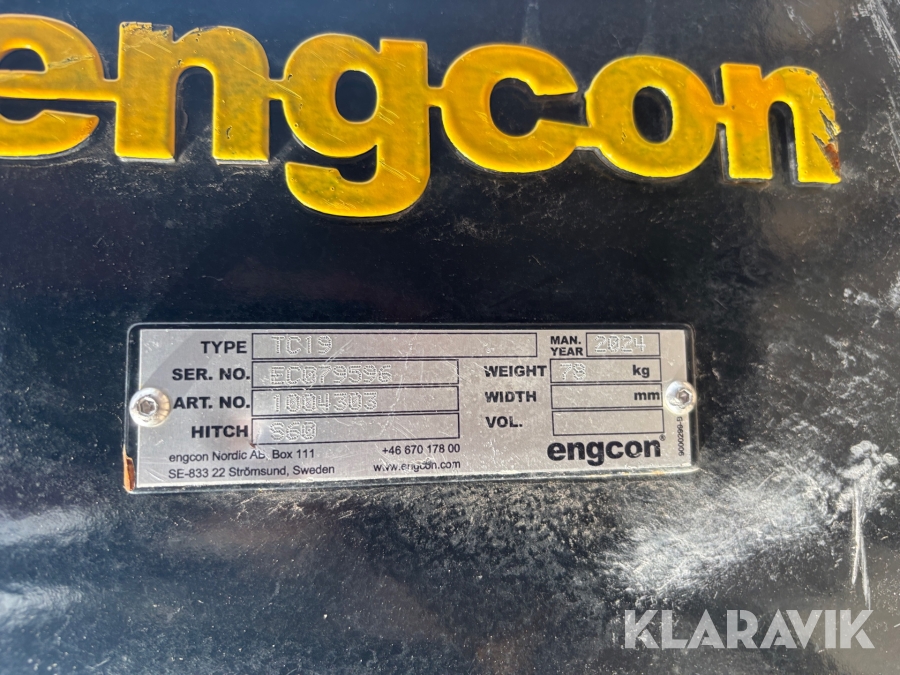 engcon
TYPE TC19 MAN. YEAR 2024
SER. NO. EC079596 WEIGHT 79 kg
ART. NO. 1004303 WIDTH mm
HITCH S60 VOL.
engcon Nordic AB, Box 111 +46 670 178 00 engcon®
SE-833 22 Strömsund, Sweden www.engcon.com
9000299-B
KLARAVIK